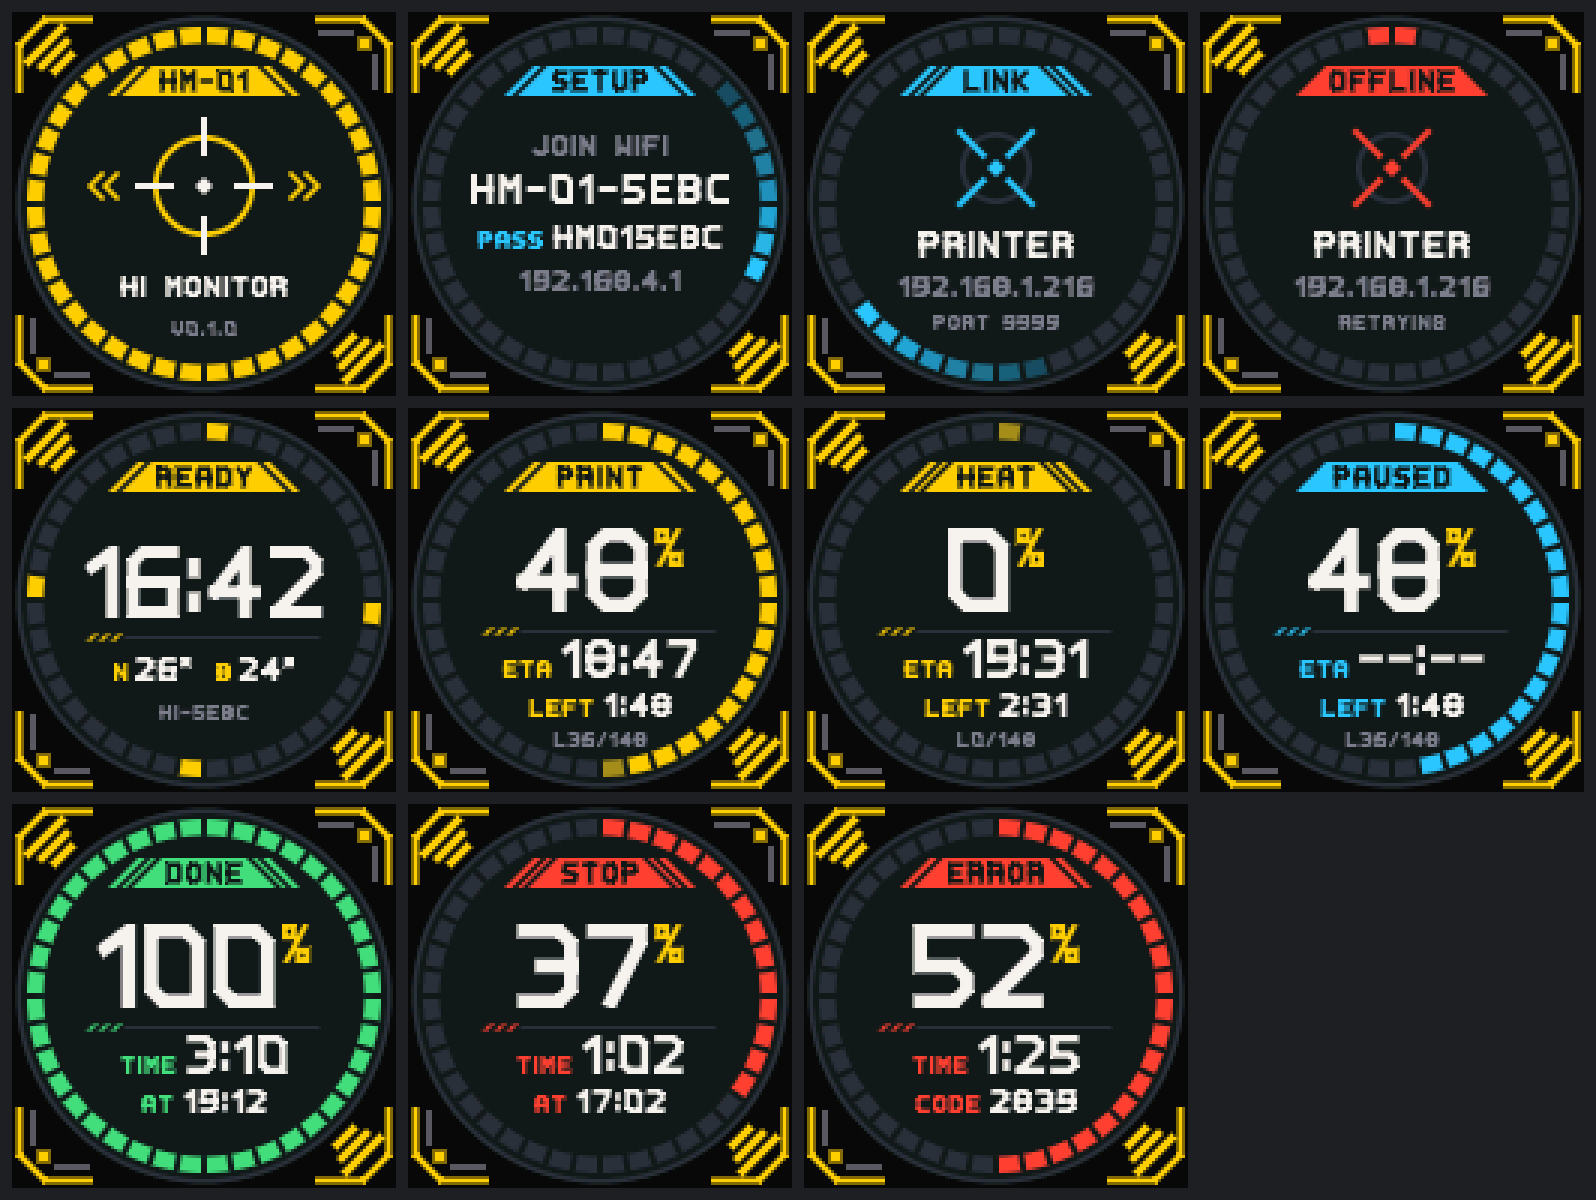 HM-01
HI MONITOR
V0.1.0
SETUP
JOIN WIFI
HM-01-5EBC
PASS HM015EBC
192.168.4.1
LINK
PRINTER
192.168.1.216
PORT 9999
OFFLINE
PRINTER
192.168.1.216
RETRYING
READY
16:42
N 26° B 24°
HI-5EBC
PRINT
48%
ETA 18:47
LEFT 1:48
L36/148
HEAT
0%
ETA 19:31
LEFT 2:31
L0/148
PAUSED
48%
ETA --:--
LEFT 1:48
L36/148
DONE
100%
TIME 3:10
AT 19:12
STOP
37%
TIME 1:02
AT 17:02
ERROR
52%
TIME 1:25
CODE 2839